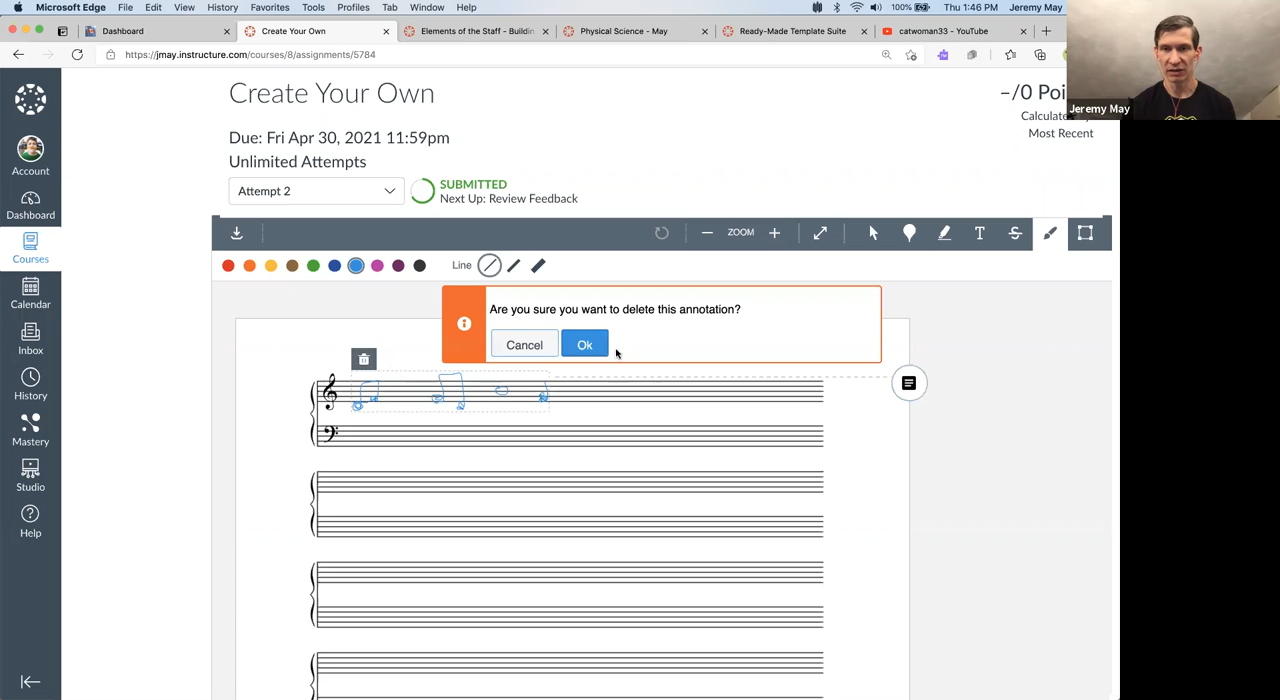 Microsoft Edge File Edit View History Favorites Tools Profiles Tab Window Help 100% Thu 1:46 PM Jeremy May
Dashboard Create Your Own Elements of the Staff - Buildin Physical Science - May Ready-Made Template Suite catwoman33 - YouTube
https://jmay.instructure.com/courses/8/assignments/5784
Jeremy May
Create Your Own
–/0 Poi
Calculate
Most Recent
Due: Fri Apr 30, 2021 11:59pm
Unlimited Attempts
Attempt 2
SUBMITTED
Next Up: Review Feedback
ZOOM
T
S
Line
Are you sure you want to delete this annotation?
Cancel Ok
Account
Dashboard
Courses
Calendar
Inbox
History
Mastery
Studio
Help